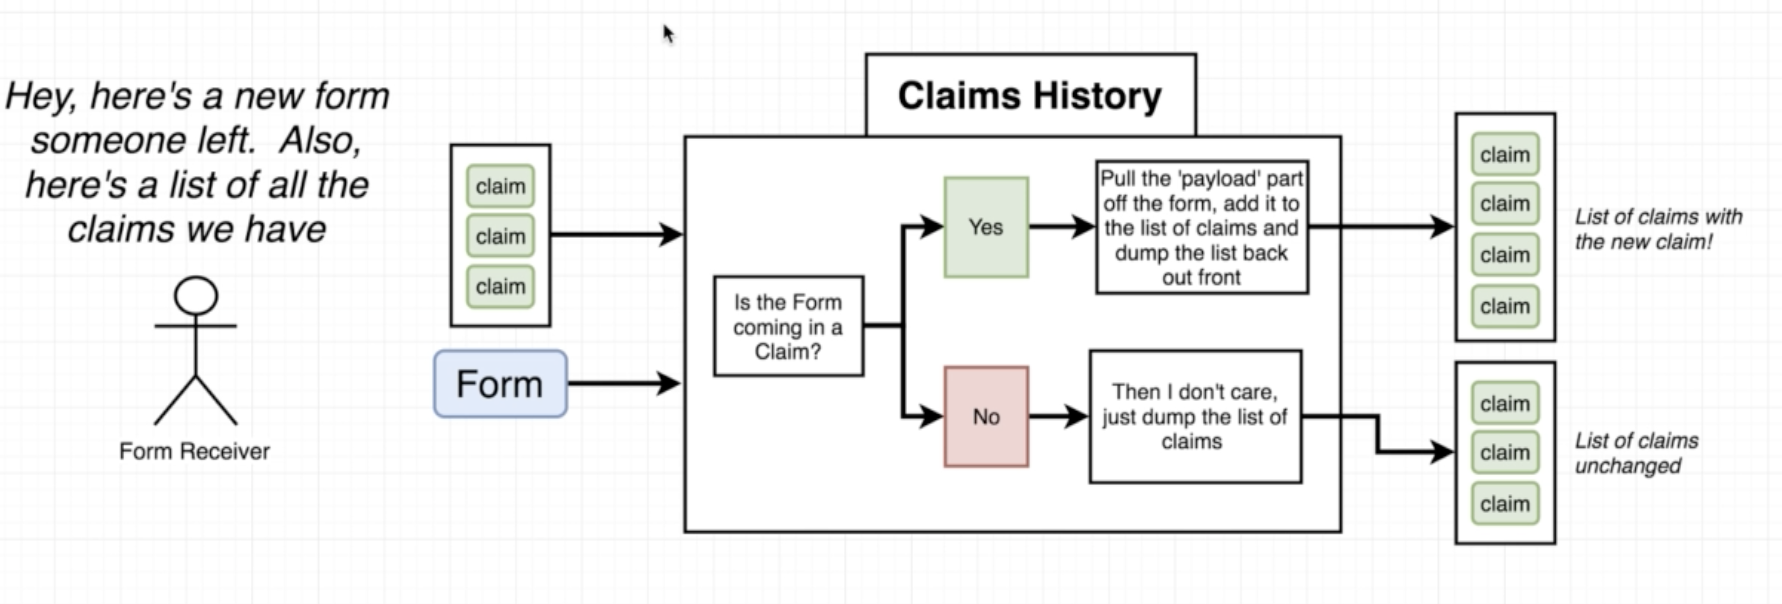 Hey, here's a new form
someone left.  Also,
here's a list of all the
claims we have
Form Receiver
claim
claim
claim
Form
Claims History
Is the Form
coming in a
Claim?
Yes
Pull the 'payload' part
off the form, add it to
the list of claims and
dump the list back
out front
No
Then I don't care,
just dump the list of
claims
claim
claim
claim
claim
List of claims with
the new claim!
claim
claim
claim
List of claims
unchanged